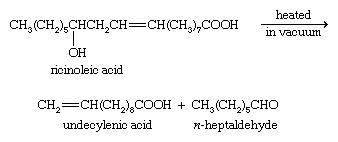 CH₃(CH₂)₅CHCH₂CH=CH(CH₂)₇COOH heated in vacuum
OH
ricinoleic acid
CH₂=CH(CH₂)₈COOH + CH₃(CH₂)₅CHO
undecylenic acid n-heptaldehyde